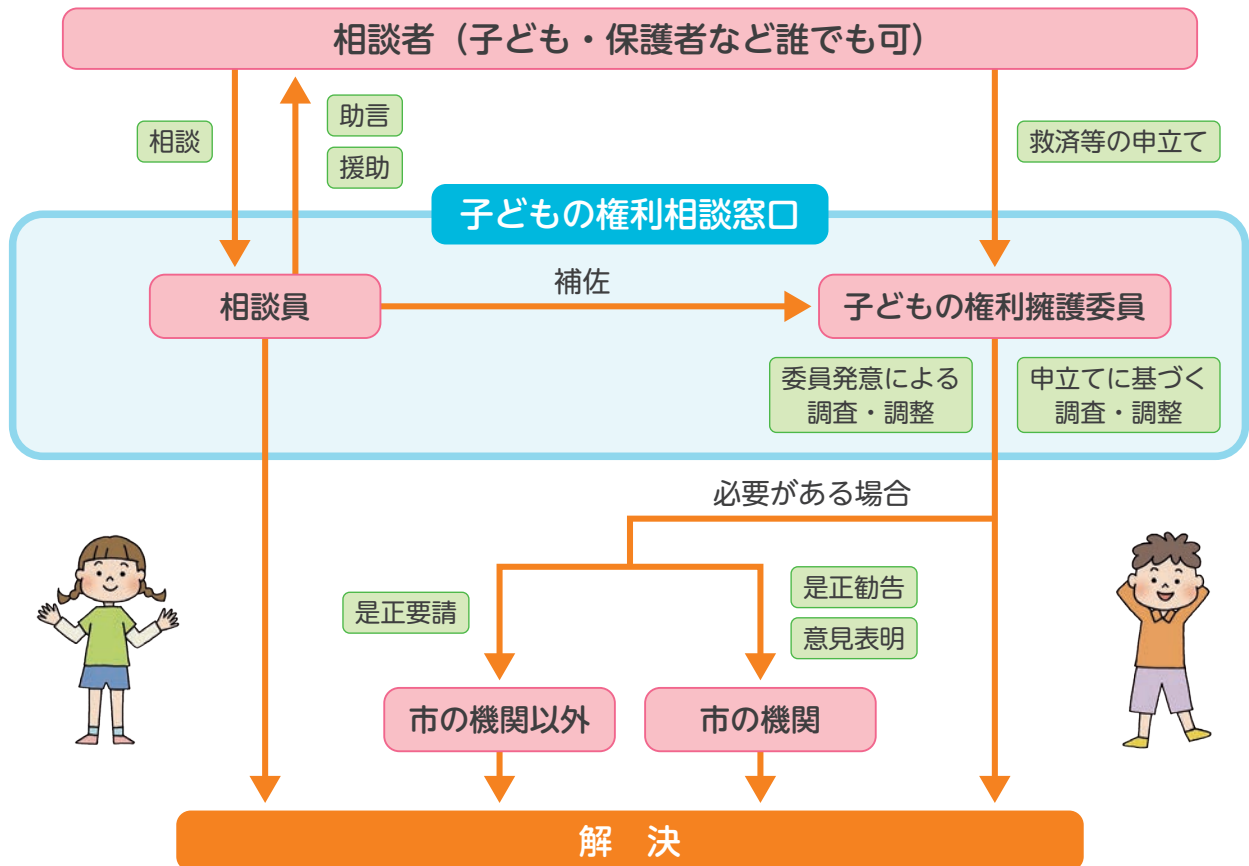 相談者（子ども・保護者など誰でも可）
相談
助言
援助
救済等の申立て
子どもの権利相談窓口
相談員
補佐
子どもの権利擁護委員
委員発意による
調査・調整
申立てに基づく
調査・調整
必要がある場合
是正要請
是正勧告
意見表明
市の機関以外
市の機関
解　決